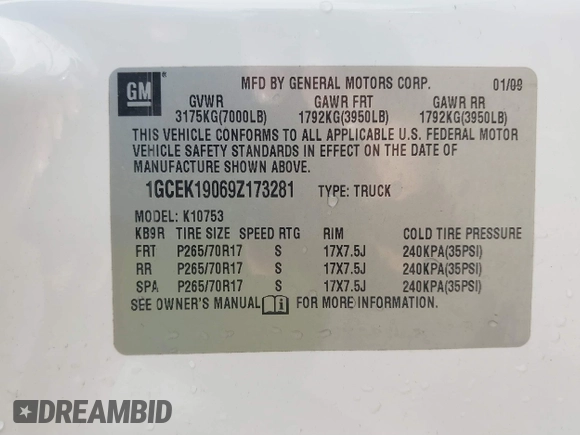 GM ® MFD BY GENERAL MOTORS CORP. 01/09
GVWR GAWR FRT GAWR RR
3175KG(7000LB) 1792KG(3950LB) 1792KG(3950LB)
THIS VEHICLE CONFORMS TO ALL APPLICABLE U.S. FEDERAL MOTOR
VEHICLE SAFETY STANDARDS IN EFFECT ON THE DATE OF
MANUFACTURE SHOWN ABOVE.
1GCEK19069Z173281 TYPE: TRUCK
MODEL: K10753
KB9R TIRE SIZE SPEED RTG RIM COLD TIRE PRESSURE
FRT P265/70R17 S 17X7.5J 240KPA(35PSI)
RR P265/70R17 S 17X7.5J 240KPA(35PSI)
SPA P265/70R17 S 17X7.5J 240KPA(35PSI)
SEE OWNER'S MANUAL i FOR MORE INFORMATION.
DREAMBID